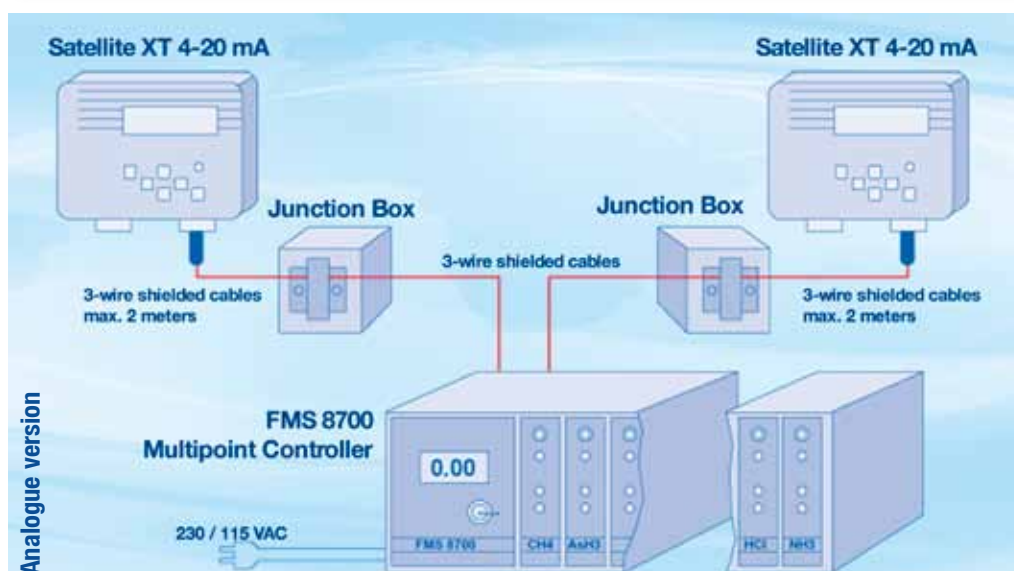 Satellite XT 4-20 mA
Satellite XT 4-20 mA
Junction Box
Junction Box
3-wire shielded cables
3-wire shielded cables
max. 2 meters
3-wire shielded cables
max. 2 meters
FMS 8700
Multipoint Controller
0.00
230 / 115 VAC
FMS 8700
CH4
AsH3
HCl
NH3
Analogue version